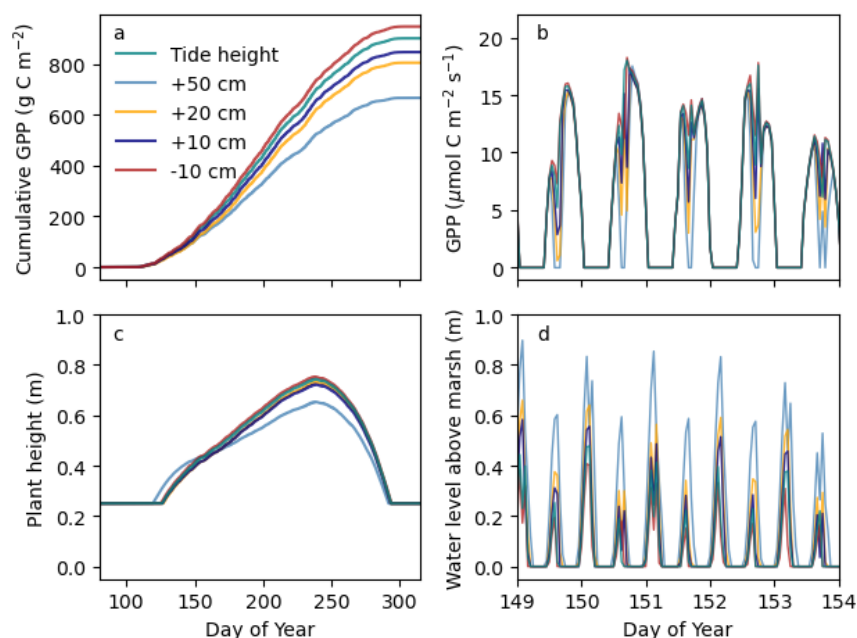 a
Tide height
+50 cm
+20 cm
+10 cm
-10 cm
Cumulative GPP (g C m⁻²)
800
600
400
200
0
b
GPP (μmol C m⁻² s⁻¹)
20
15
10
5
0
c
Plant height (m)
1.0
0.8
0.6
0.4
0.2
0.0
100 150 200 250 300
Day of Year
d
Water level above marsh (m)
1.0
0.8
0.6
0.4
0.2
0.0
149 150 151 152 153 154
Day of Year